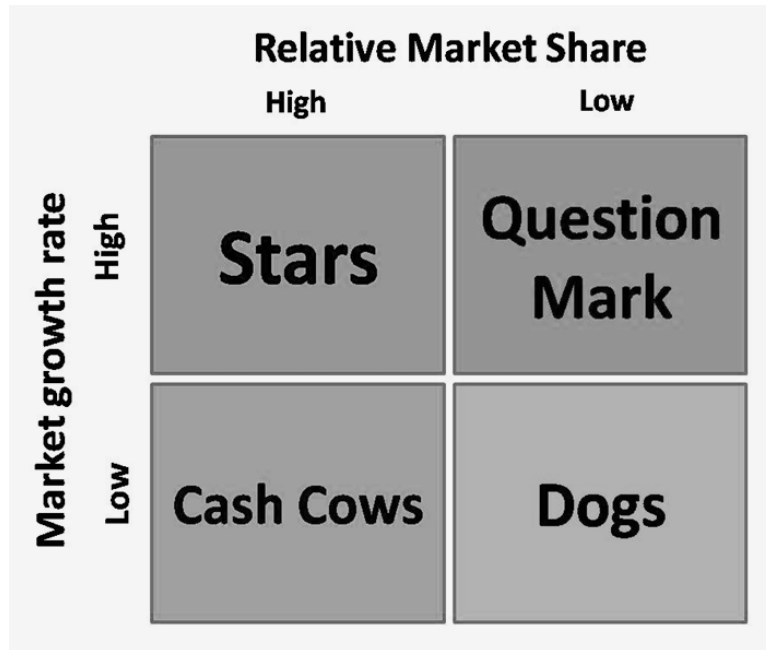 Relative Market Share
High
Low
Market growth rate
High
Low
Stars
Question
Mark
Cash Cows
Dogs